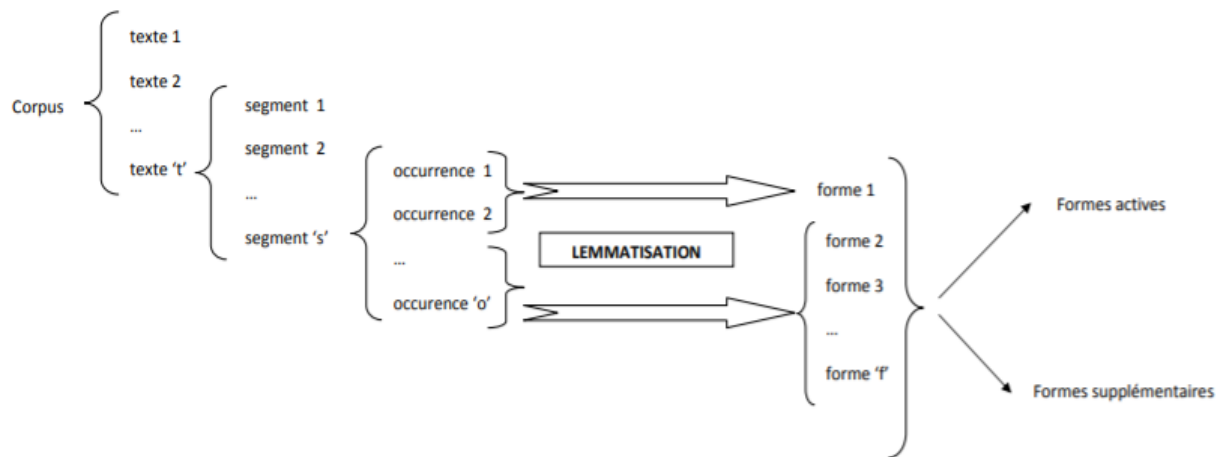 Corpus
texte 1
texte 2
...
texte ‘t’
segment 1
segment 2
...
segment ‘s’
occurrence 1
occurrence 2
...
occurence ‘o’
LEMMATISATION
forme 1
forme 2
forme 3
...
forme ‘f’
Formes actives
Formes supplémentaires